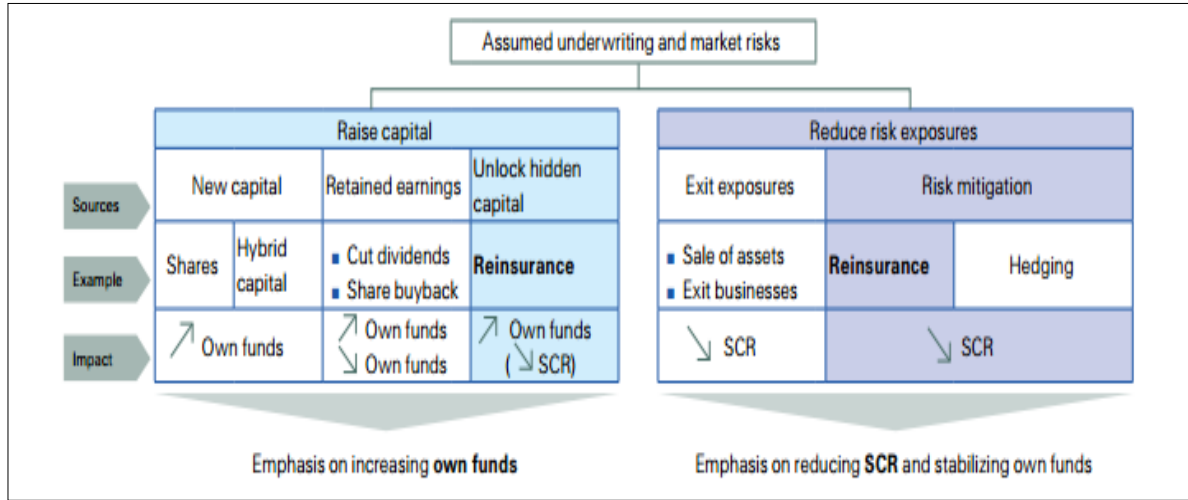 Assumed underwriting and market risks
Raise capital
Reduce risk exposures
Sources
New capital
Retained earnings
Unlock hidden
capital
Exit exposures
Risk mitigation
Example
Shares
Hybrid
capital
▪ Cut dividends
▪ Share buyback
Reinsurance
▪ Sale of assets
▪ Exit businesses
Reinsurance
Hedging
Impact
↗ Own funds
↗ Own funds
↘ Own funds
↗ Own funds
( ↘ SCR)
↘ SCR
↘ SCR
Emphasis on increasing own funds
Emphasis on reducing SCR and stabilizing own funds